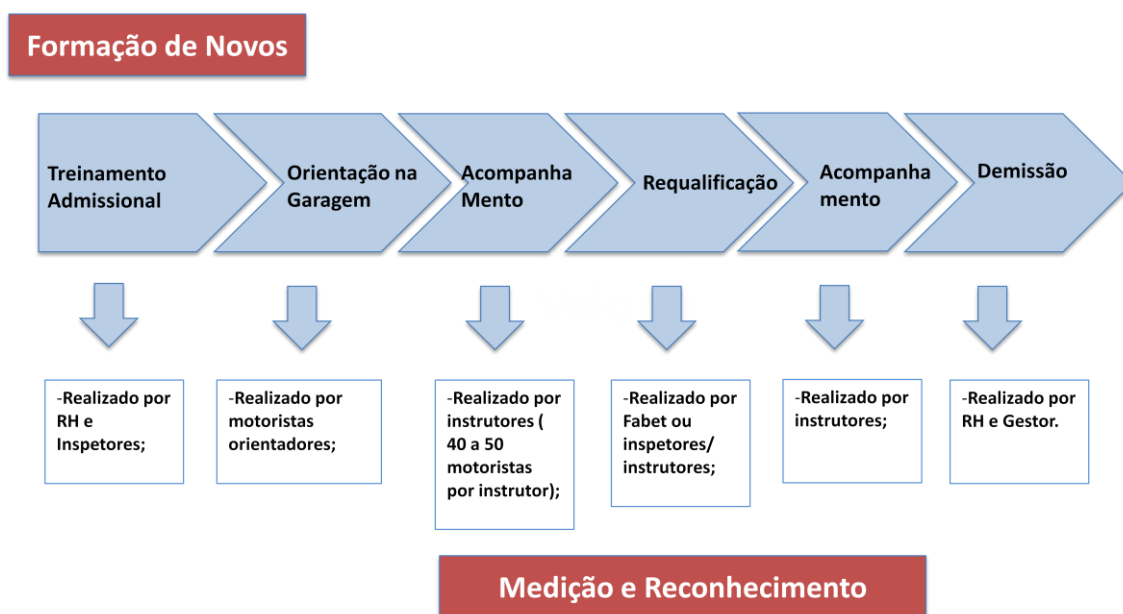 Formação de Novos
Treinamento
Admissional
Orientação na
Garagem
Acompanha
Mento
Requalificação
Acompanha
mento
Demissão
-Realizado por
RH e
Inspetores;
-Realizado por
motoristas
orientadores;
-Realizado por
instrutores (
40 a 50
motoristas
por instrutor);
-Realizado por
Fabet ou
inspetores/
instrutores;
-Realizado por
instrutores;
-Realizado por
RH e Gestor.
Medição e Reconhecimento